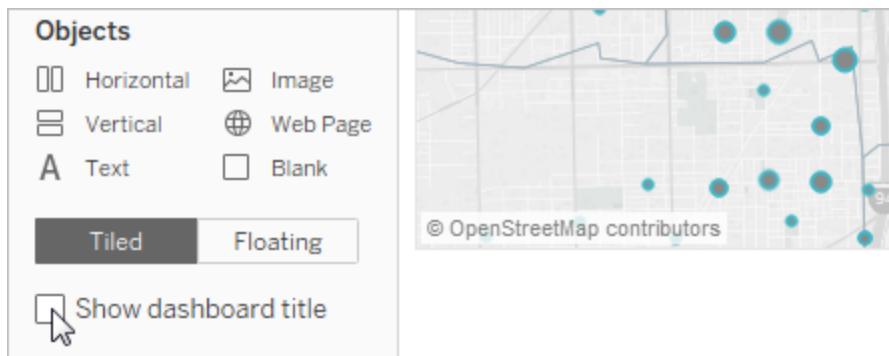 Objects
Horizontal
Image
Vertical
Web Page
A Text
Blank
Tiled
Floating
Show dashboard title
© OpenStreetMap contributors